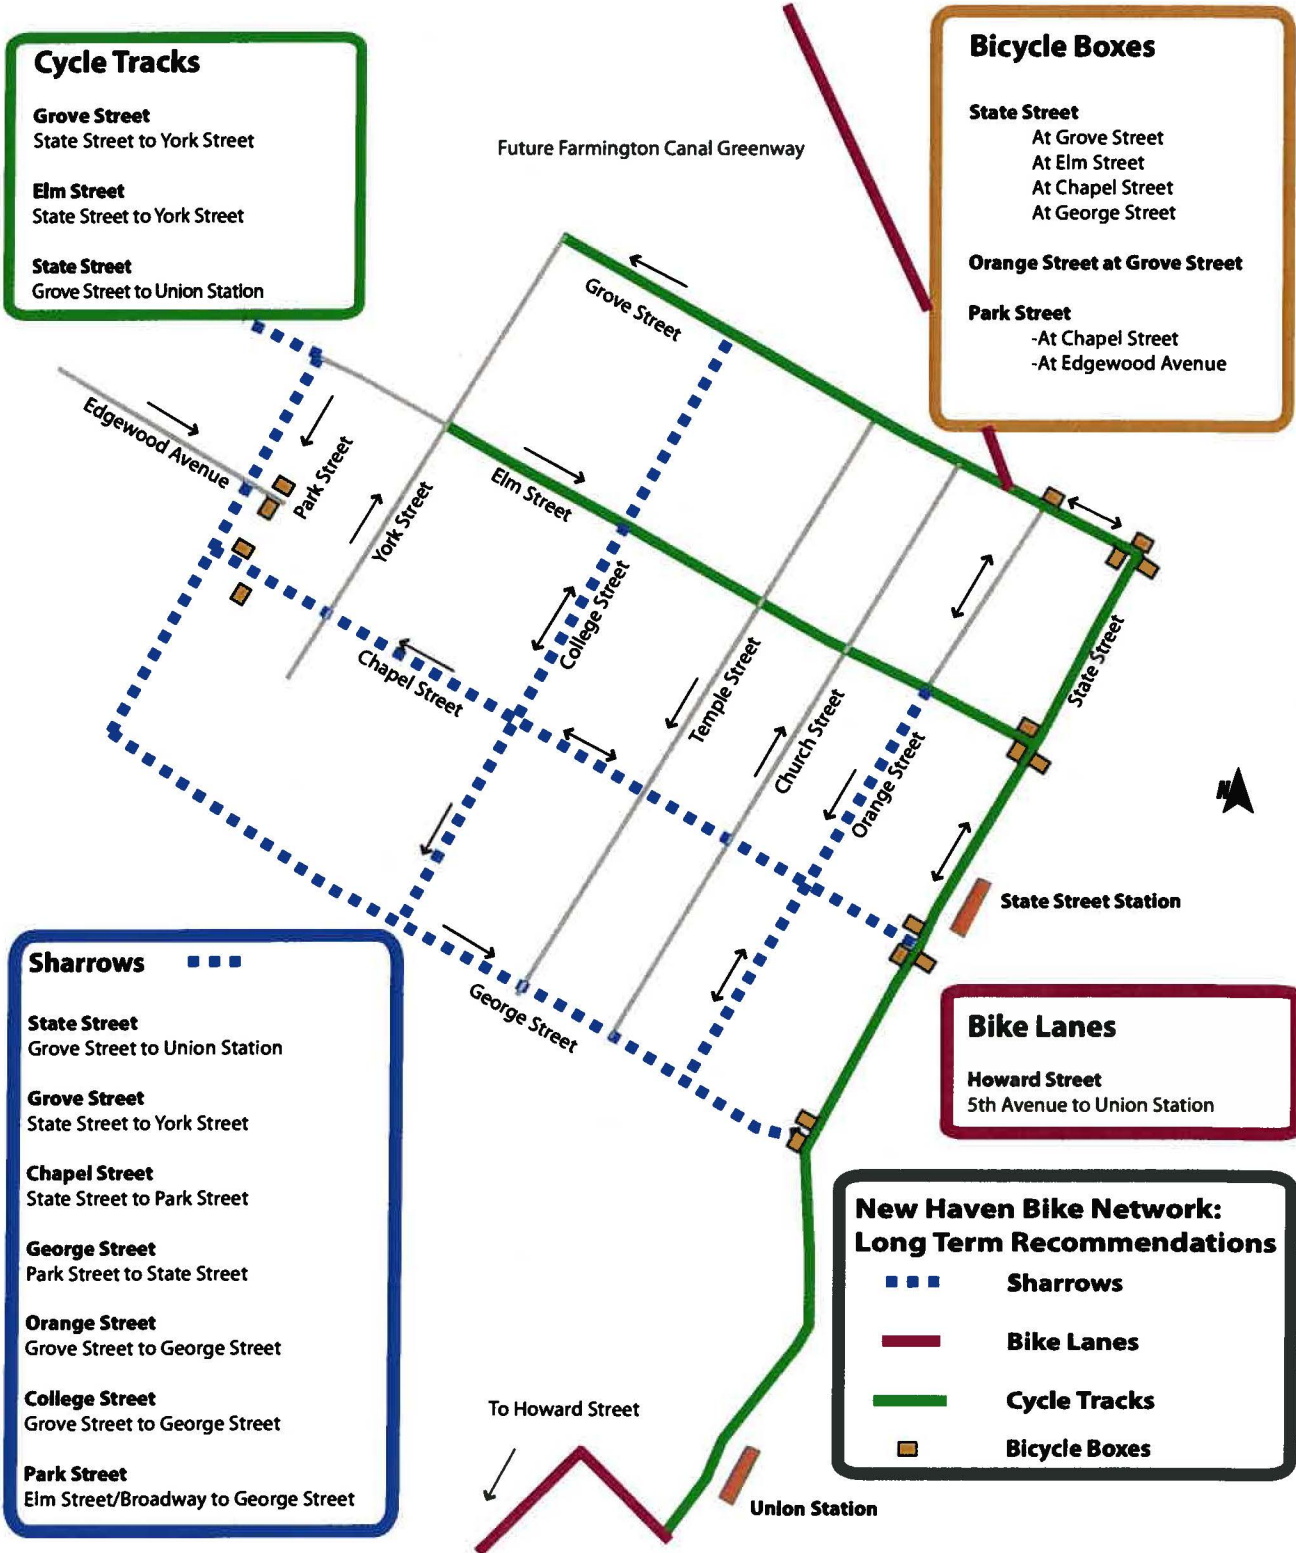 Cycle Tracks
Grove Street
State Street to York Street
Elm Street
State Street to York Street
State Street
Grove Street to Union Station
Bicycle Boxes
State Street
At Grove Street
At Elm Street
At Chapel Street
At George Street
Orange Street at Grove Street
Park Street
-At Chapel Street
-At Edgewood Avenue
Future Farmington Canal Greenway
Grove Street
Edgewood Avenue
Park Street
York Street
Elm Street
College Street
Chapel Street
Temple Street
Church Street
Orange Street
State Street
George Street
N
State Street Station
Sharrows
State Street
Grove Street to Union Station
Grove Street
State Street to York Street
Chapel Street
State Street to Park Street
George Street
Park Street to State Street
Orange Street
Grove Street to George Street
College Street
Grove Street to George Street
Park Street
Elm Street/Broadway to George Street
Bike Lanes
Howard Street
5th Avenue to Union Station
New Haven Bike Network:
Long Term Recommendations
Sharrows
Bike Lanes
Cycle Tracks
Bicycle Boxes
To Howard Street
Union Station